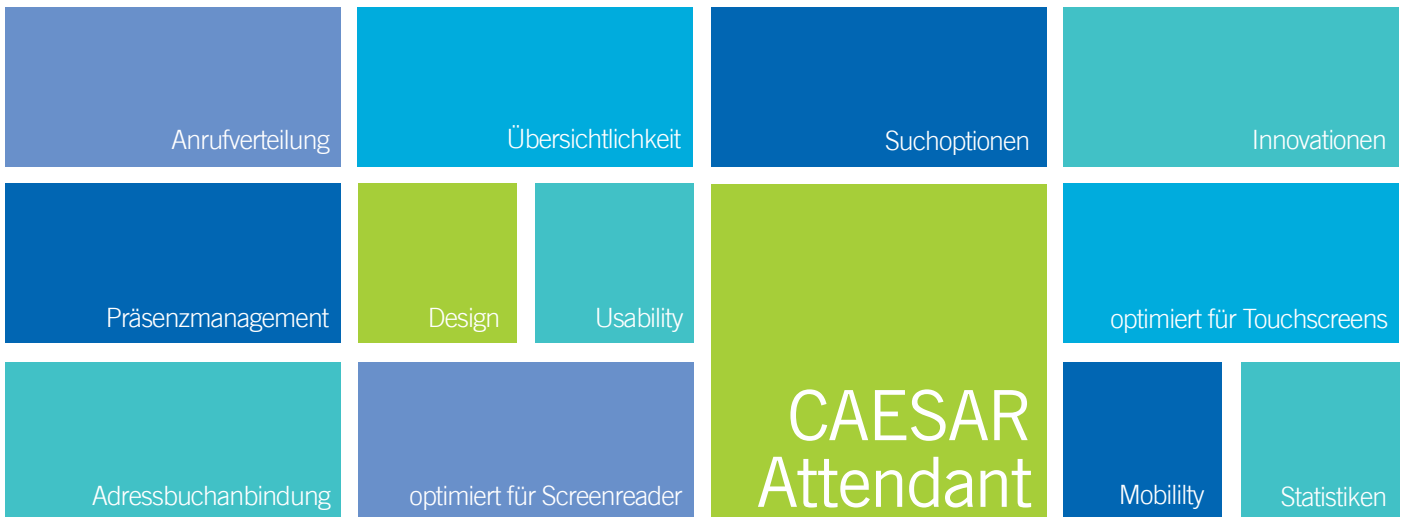 Anrufverteilung
Übersichtlichkeit
Suchoptionen
Innovationen
Präsenzmanagement
Design
Usability
optimiert für Touchscreens
Adressbuchanbindung
optimiert für Screenreader
CAESAR
Attendant
Mobililty
Statistiken